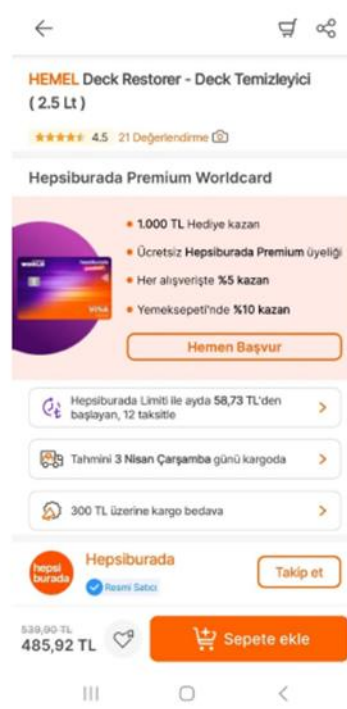 HEMEL Deck Restorer - Deck Temizleyici
( 2.5 Lt )
4.5 21 Değerlendirme
Hepsiburada Premium Worldcard
1.000 TL Hediye kazan
Ücretsiz Hepsiburada Premium üyeliği
Her alışverişte %5 kazan
Yemeksepeti'nde %10 kazan
WORLD
VISA
Hemen Başvur
Hepsiburada Limiti ile ayda 58,73 TL'den
başlayan, 12 taksitle
Tahmini 3 Nisan Çarşamba günü kargoda
300 TL üzerine kargo bedava
hepsi
burada
Hepsiburada
Resmi Satıcı
Takip et
539,90 TL
485,92 TL
Sepete ekle